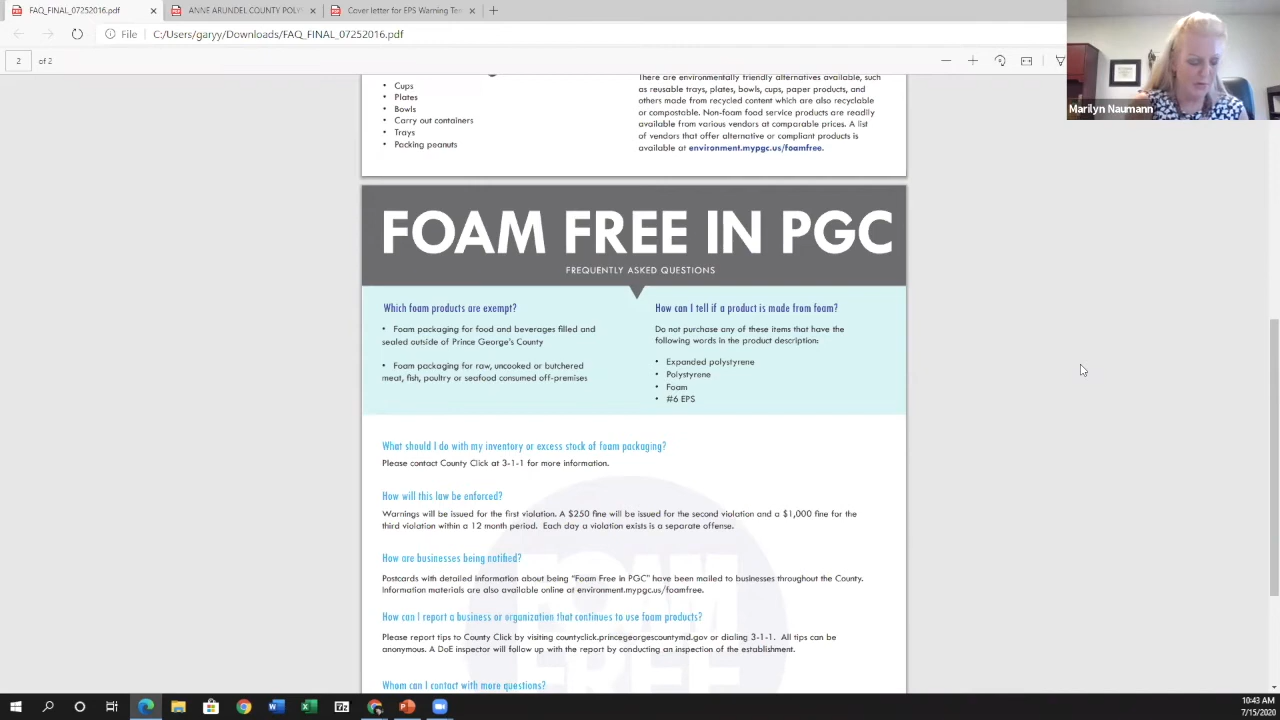 FAQ_FINAL_07252016.pdf
ANNE ARUNDEL COUNTY POLY
Cover letter for EPS Warning Te
File
C:/Users/garyy/Downloads/FAQ_FINAL_07252016.pdf
2 of 2
Marilyn Naumann
• Cups
• Plates
• Bowls
• Carry out containers
• Trays
• Packing peanuts
There are environmentally friendly alternatives available, such
as reusable trays, plates, bowls, cups, paper products, and
others made from recycled content which are also recyclable
or compostable. Non-foam food service products are readily
available from various vendors at comparable prices. A list
of vendors that offer alternative or compliant products is
available at environment.mypgc.us/foamfree.
FOAM FREE IN PGC
FREQUENTLY ASKED QUESTIONS
Which foam products are exempt?
• Foam packaging for food and beverages filled and
sealed outside of Prince George's County
• Foam packaging for raw, uncooked or butchered
meat, fish, poultry or seafood consumed off-premises
How can I tell if a product is made from foam?
Do not purchase any of these items that have the
following words in the product description:
• Expanded polystyrene
• Polystyrene
• Foam
• #6 EPS
What should I do with my inventory or excess stock of foam packaging?
Please contact County Click at 3-1-1 for more information.
How will this law be enforced?
Warnings will be issued for the first violation. A $250 fine will be issued for the second violation and a $1,000 fine for the
third violation within a 12 month period. Each day a violation exists is a separate offense.
How are businesses being notified?
Postcards with detailed information about being "Foam Free in PGC" have been mailed to businesses throughout the County.
Information materials are also available online at environment.mypgc.us/foamfree.
How can I report a business or organization that continues to use foam products?
Please report tips to County Click by visiting countyclick.princegeorgescountymd.gov or dialing 3-1-1. All tips can be
anonymous. A DoE inspector will follow up with the report by conducting an inspection of the establishment.
Whom can I contact with more questions?
FOAM
FREE
10:43 AM
7/15/2020